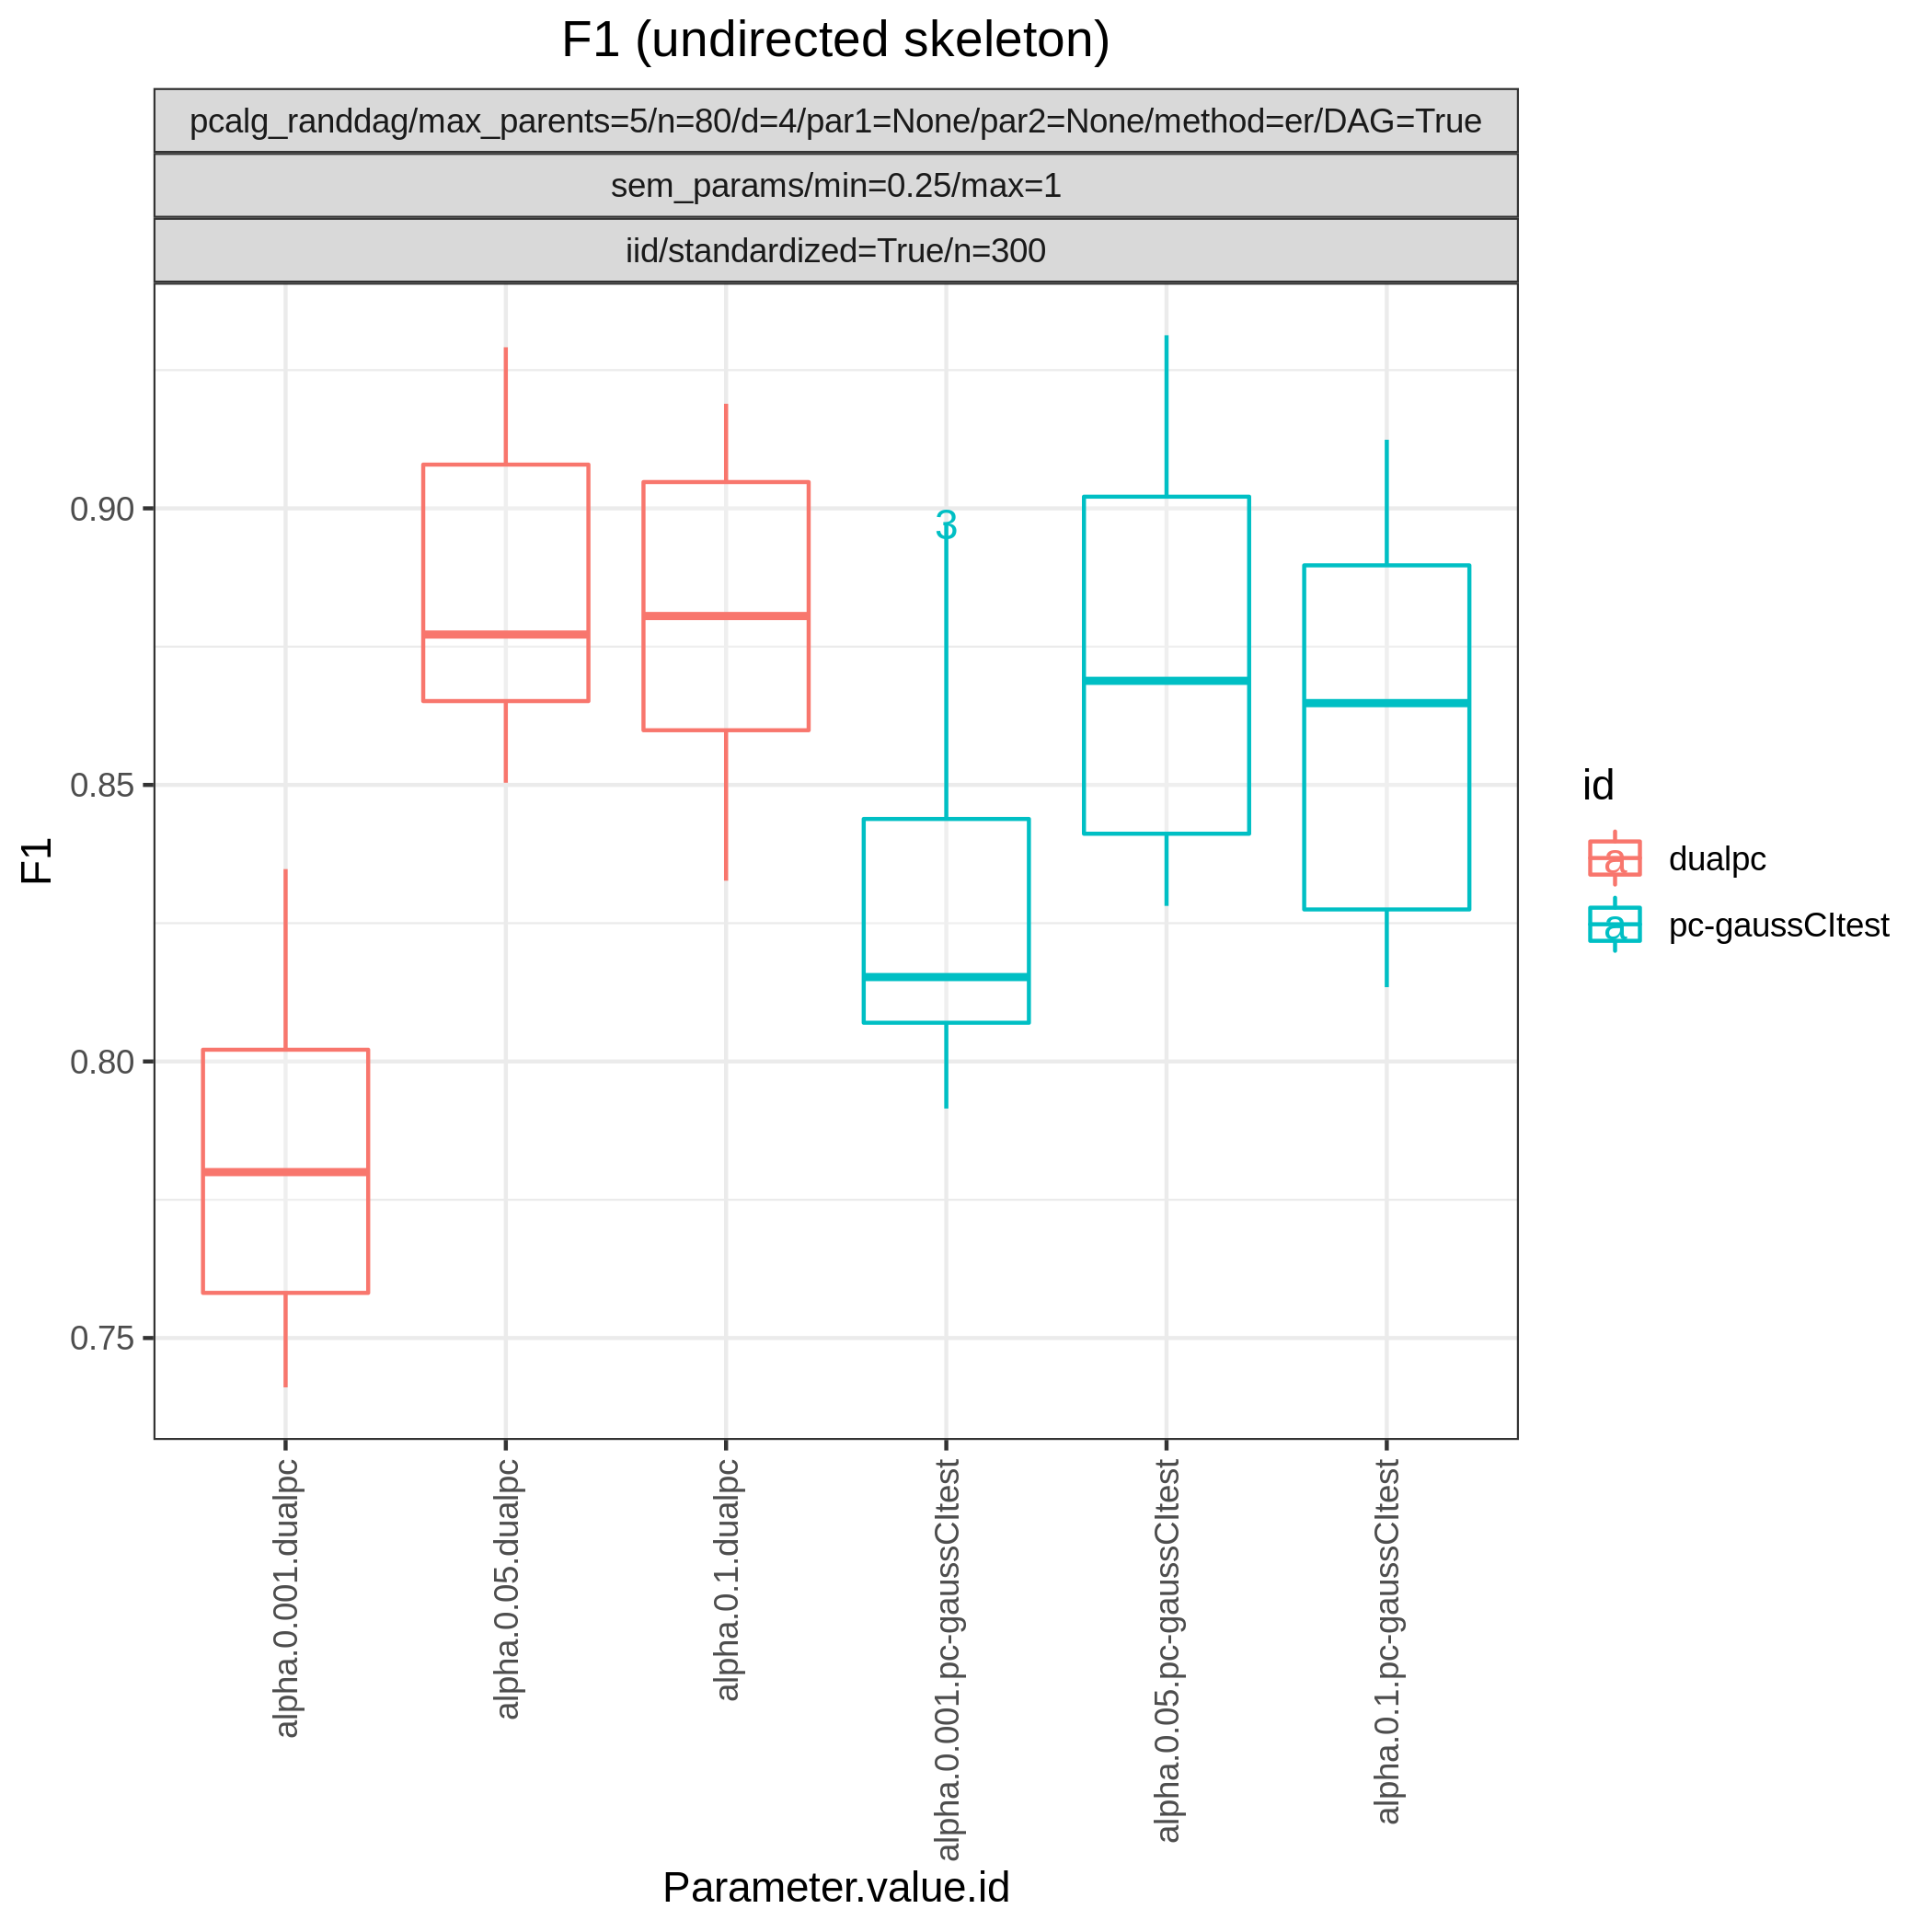 F1 (undirected skeleton)
pcalg_randdag/max_parents=5/n=80/d=4/par1=None/par2=None/method=er/DAG=True
sem_params/min=0.25/max=1
iid/standardized=True/n=300
0.90
0.85
0.80
0.75
F1
3
alpha.0.001.dualpc
alpha.0.05.dualpc
alpha.0.1.dualpc
alpha.0.001.pc-gaussCItest
alpha.0.05.pc-gaussCItest
alpha.0.1.pc-gaussCItest
Parameter.value.id
id
a dualpc
a pc-gaussCItest